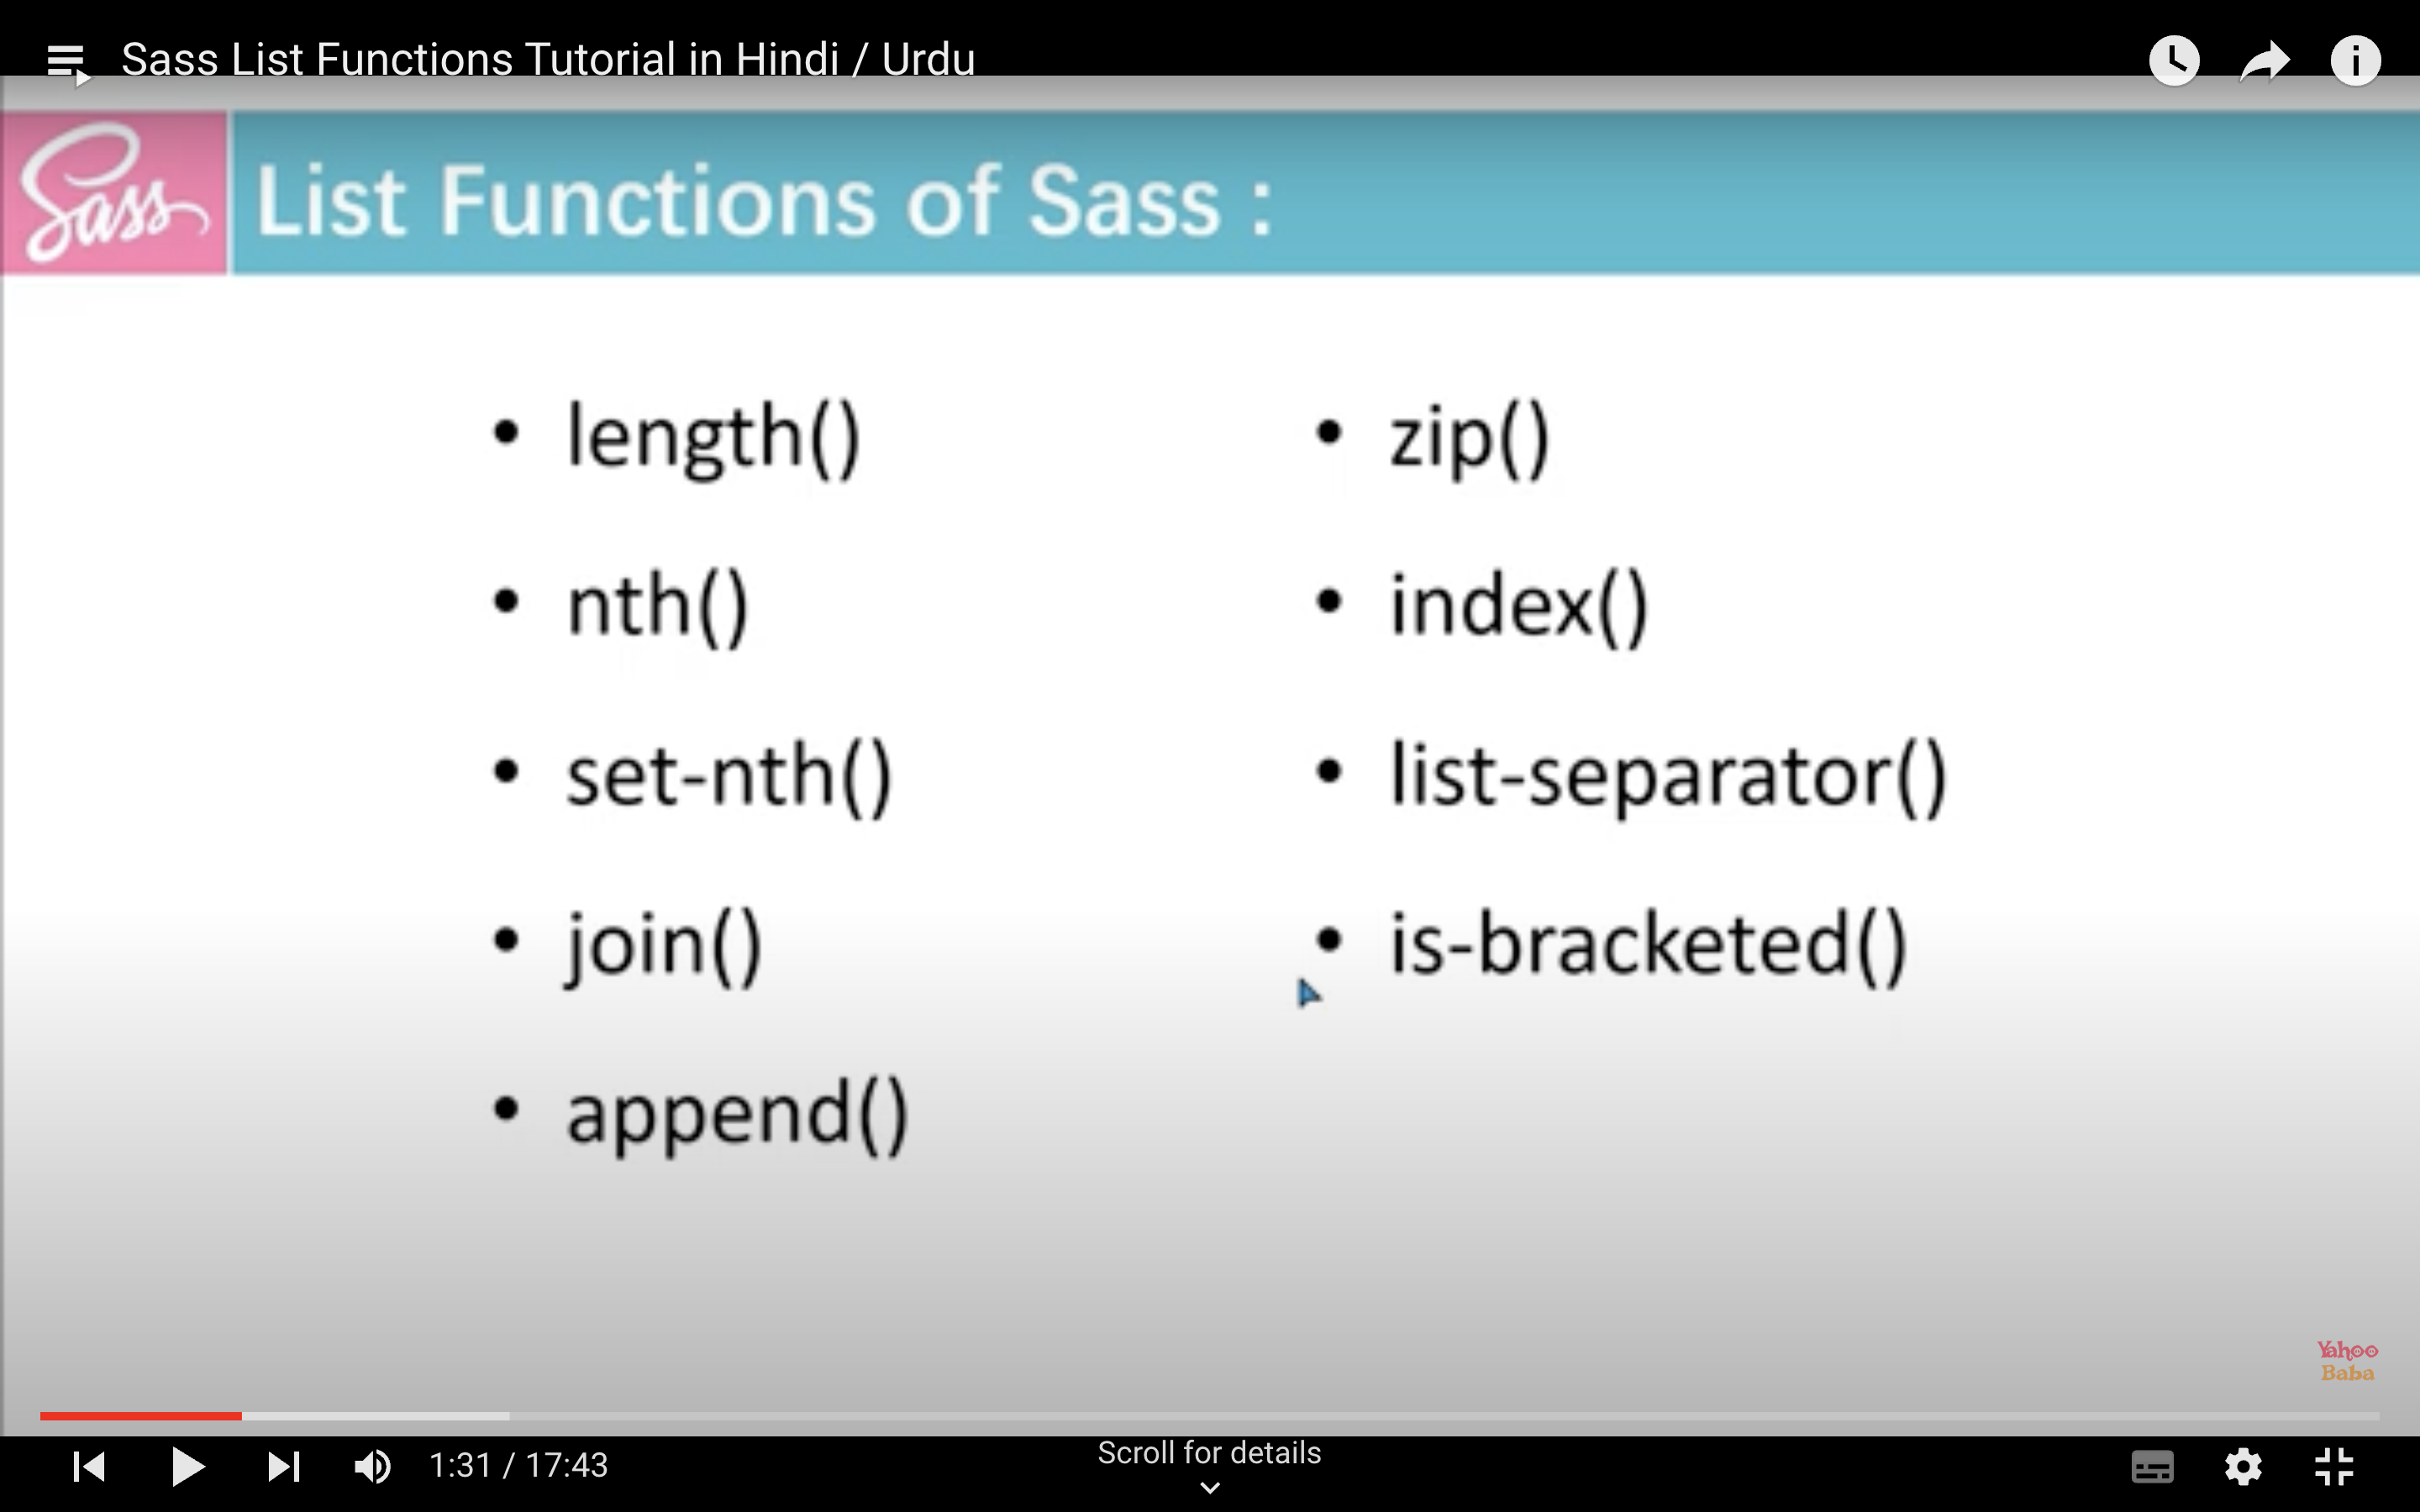 Sass List Functions Tutorial in Hindi / Urdu
Sass
List Functions of Sass :
• length()
• nth()
• set-nth()
• join()
• append()
• zip()
• index()
• list-separator()
• is-bracketed()
Yahoo
Baba
1:31 / 17:43
Scroll for details